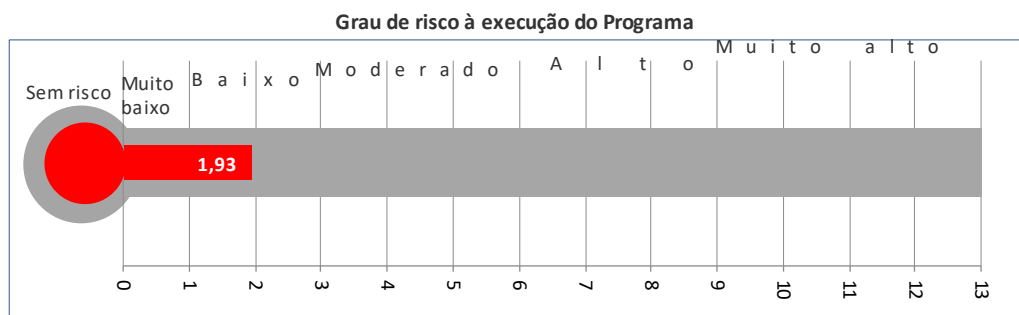 Grau de risco à execução do Programa
Sem risco
Muito baixo
Baixo
Moderado
Alto
Muito alto
1,93
0 1 2 3 4 5 6 7 8 9 10 11 12 13